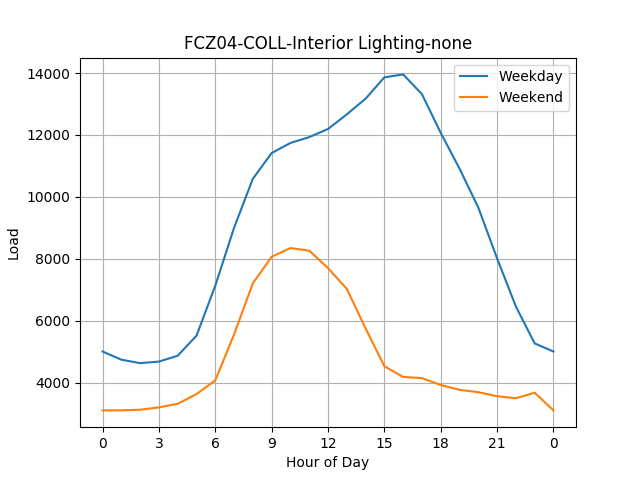 FCZ04-COLL-Interior Lighting-none
Weekday
Weekend
14000
12000
10000
8000
6000
4000
Load
0 3 6 9 12 15 18 21 0
Hour of Day